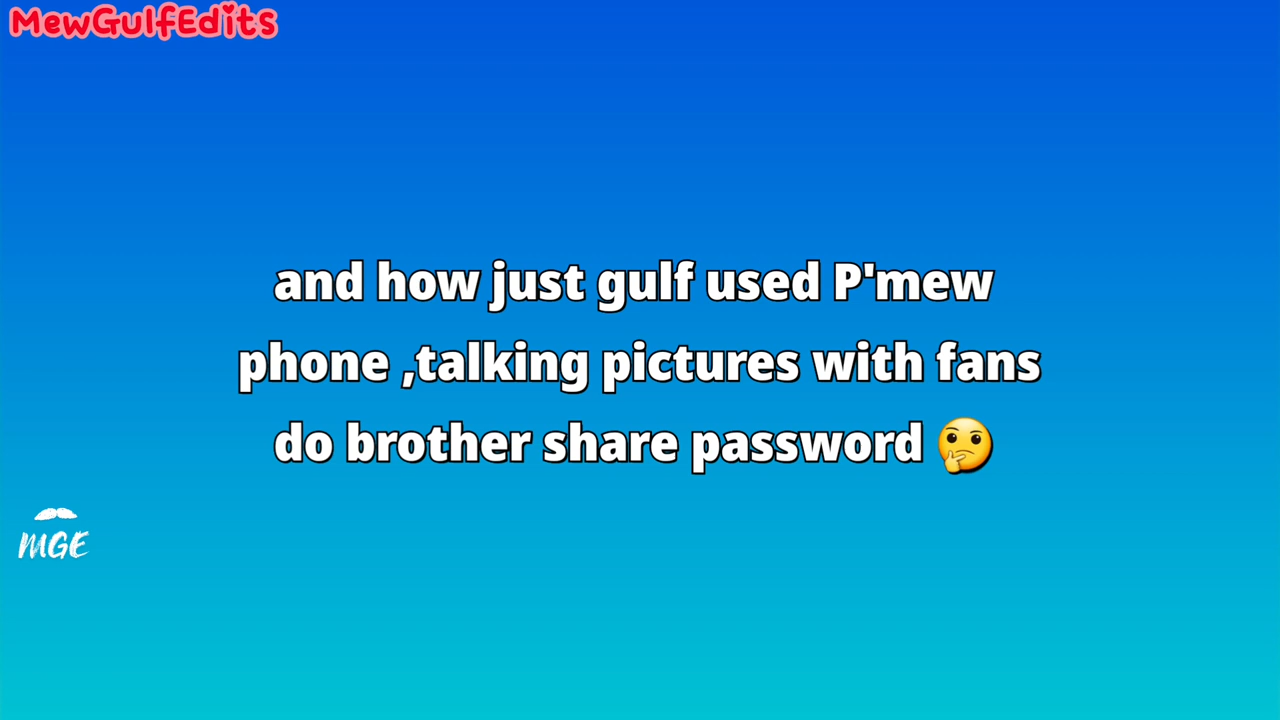 MewGulfEdits
and how just gulf used P'mew
phone ,talking pictures with fans
do brother share password 🤔
MGE